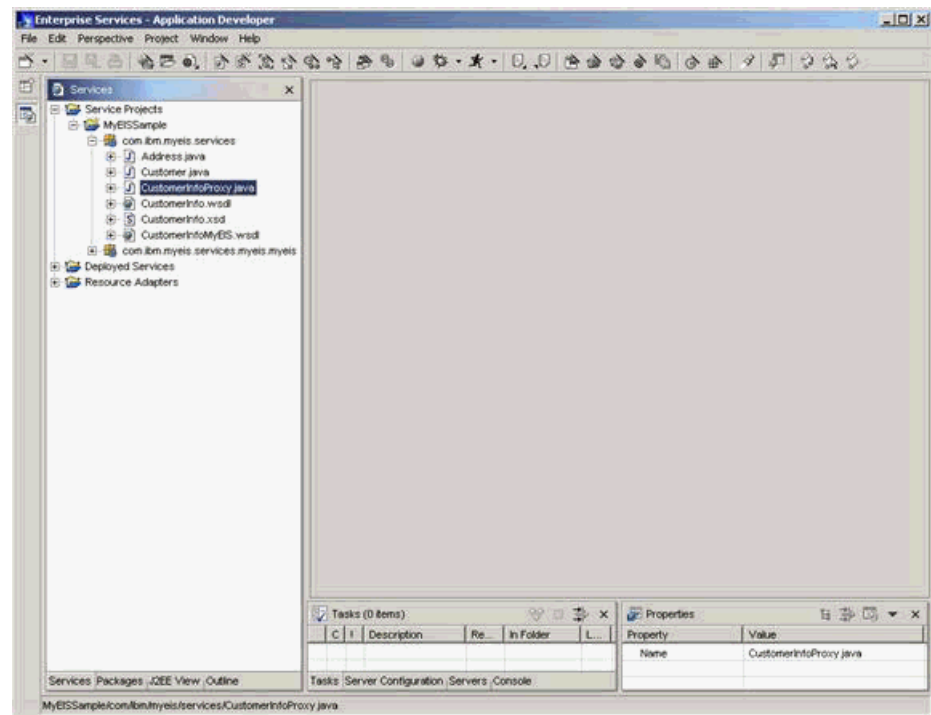 Enterprise Services - Application Developer
File Edit Perspective Project Window Help
Services
Service Projects
MyEISSample
com.ibm.myeis.services
Address.java
Customer.java
CustomerInfoProxy.java
CustomerInfo.wsdl
CustomerInfo.xsd
CustomerInfoMyEIS.wsdl
com.ibm.myeis.services.myeis.myeis
Deployed Services
Resource Adapters
Tasks (0 items)
C ! Description Re... In Folder L...
Properties
Property Value
Name CustomerInfoProxy.java
Services Packages J2EE View Outline
Tasks Server Configuration Servers Console
MyEISSample/com/ibm/myeis/services/CustomerInfoProxy.java